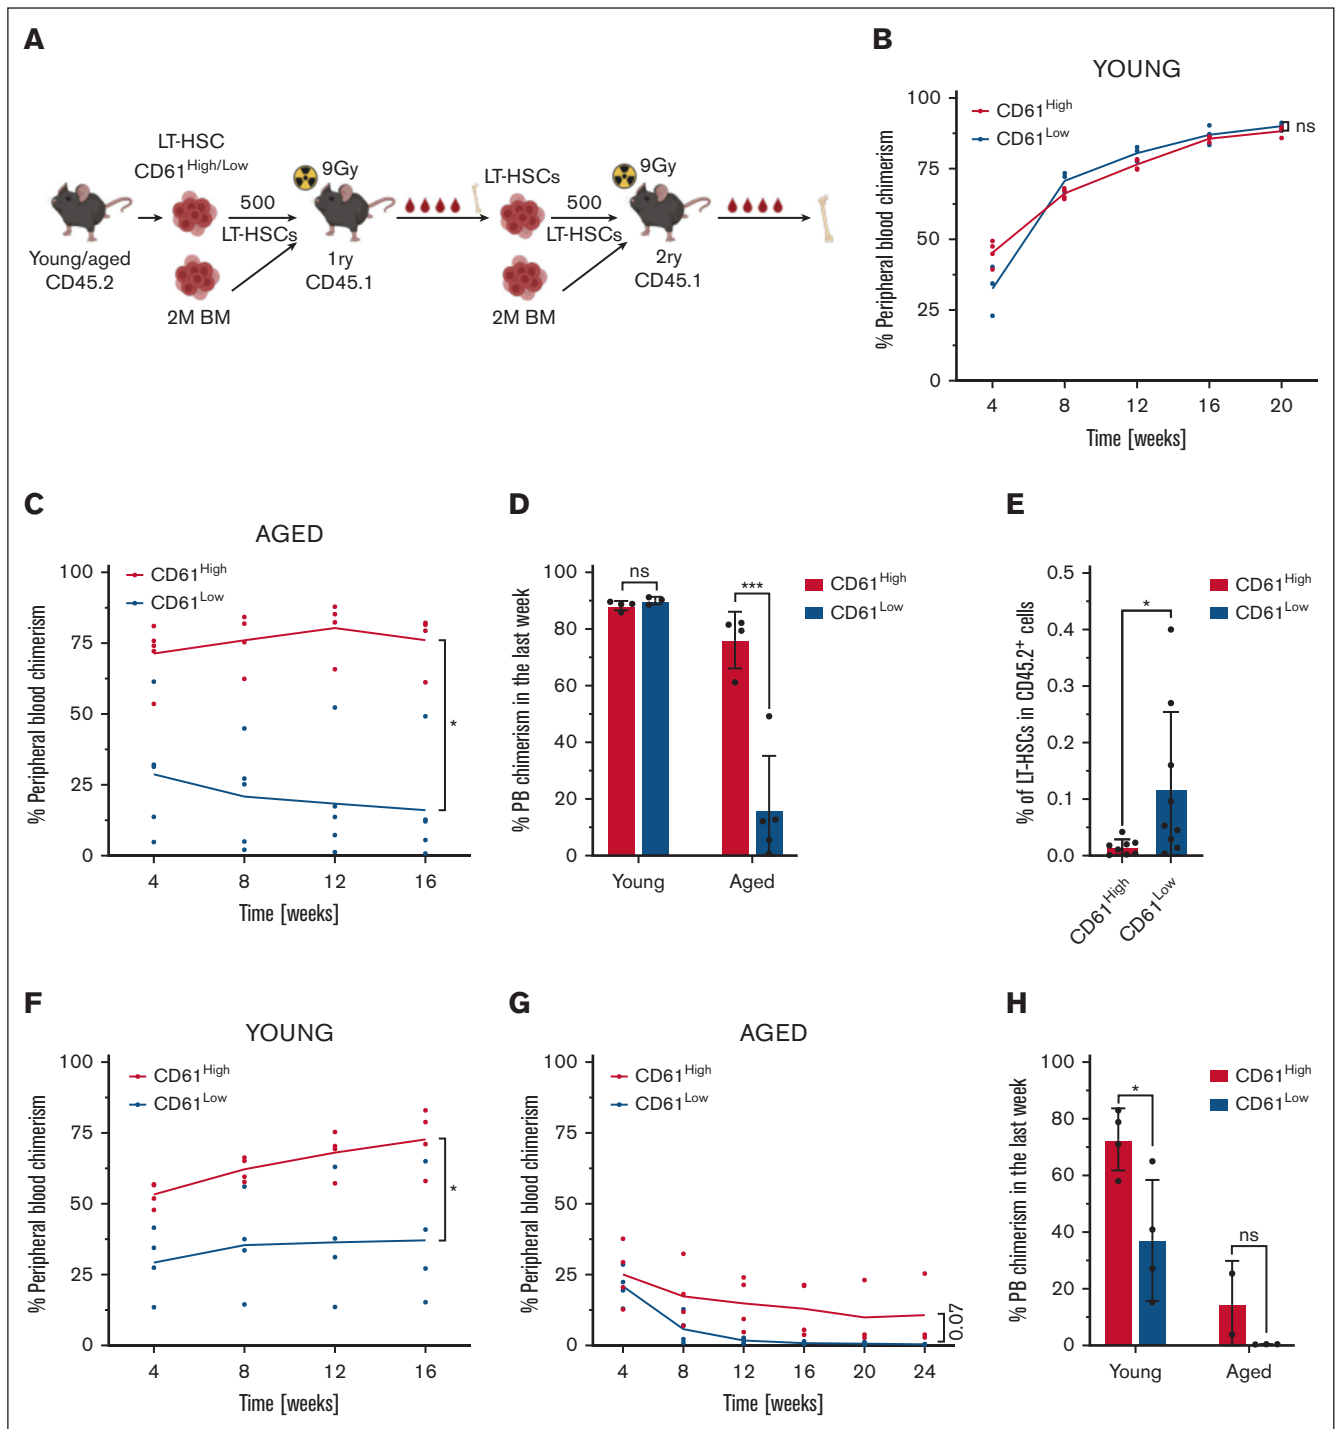 A
LT-HSC
CD61High/Low
Young/aged
CD45.2
500
LT-HSCs
2M BM
9Gy
1ry
CD45.1
LT-HSCs
500
LT-HSCs
2M BM
9Gy
2ry
CD45.1
B
YOUNG
CD61High
CD61Low
ns
% Peripheral blood chimerism
100
75
50
25
0
4 8 12 16 20
Time [weeks]
C
AGED
CD61High
CD61Low
*
% Peripheral blood chimerism
100
75
50
25
0
4 8 12 16
Time [weeks]
D
ns
***
CD61High
CD61Low
% PB chimerism in the last week
100
80
60
40
20
0
Young Aged
E
*
CD61High
CD61Low
% of LT-HSCs in CD45.2+ cells
0.5
0.4
0.3
0.2
0.1
0.0
CD61High
CD61Low
F
YOUNG
CD61High
CD61Low
*
% Peripheral blood chimerism
100
75
50
25
0
4 8 12 16
Time [weeks]
G
AGED
CD61High
CD61Low
0.07
% Peripheral blood chimerism
100
75
50
25
0
4 8 12 16 20 24
Time [weeks]
H
*
ns
CD61High
CD61Low
% PB chimerism in the last week
100
80
60
40
20
0
Young Aged